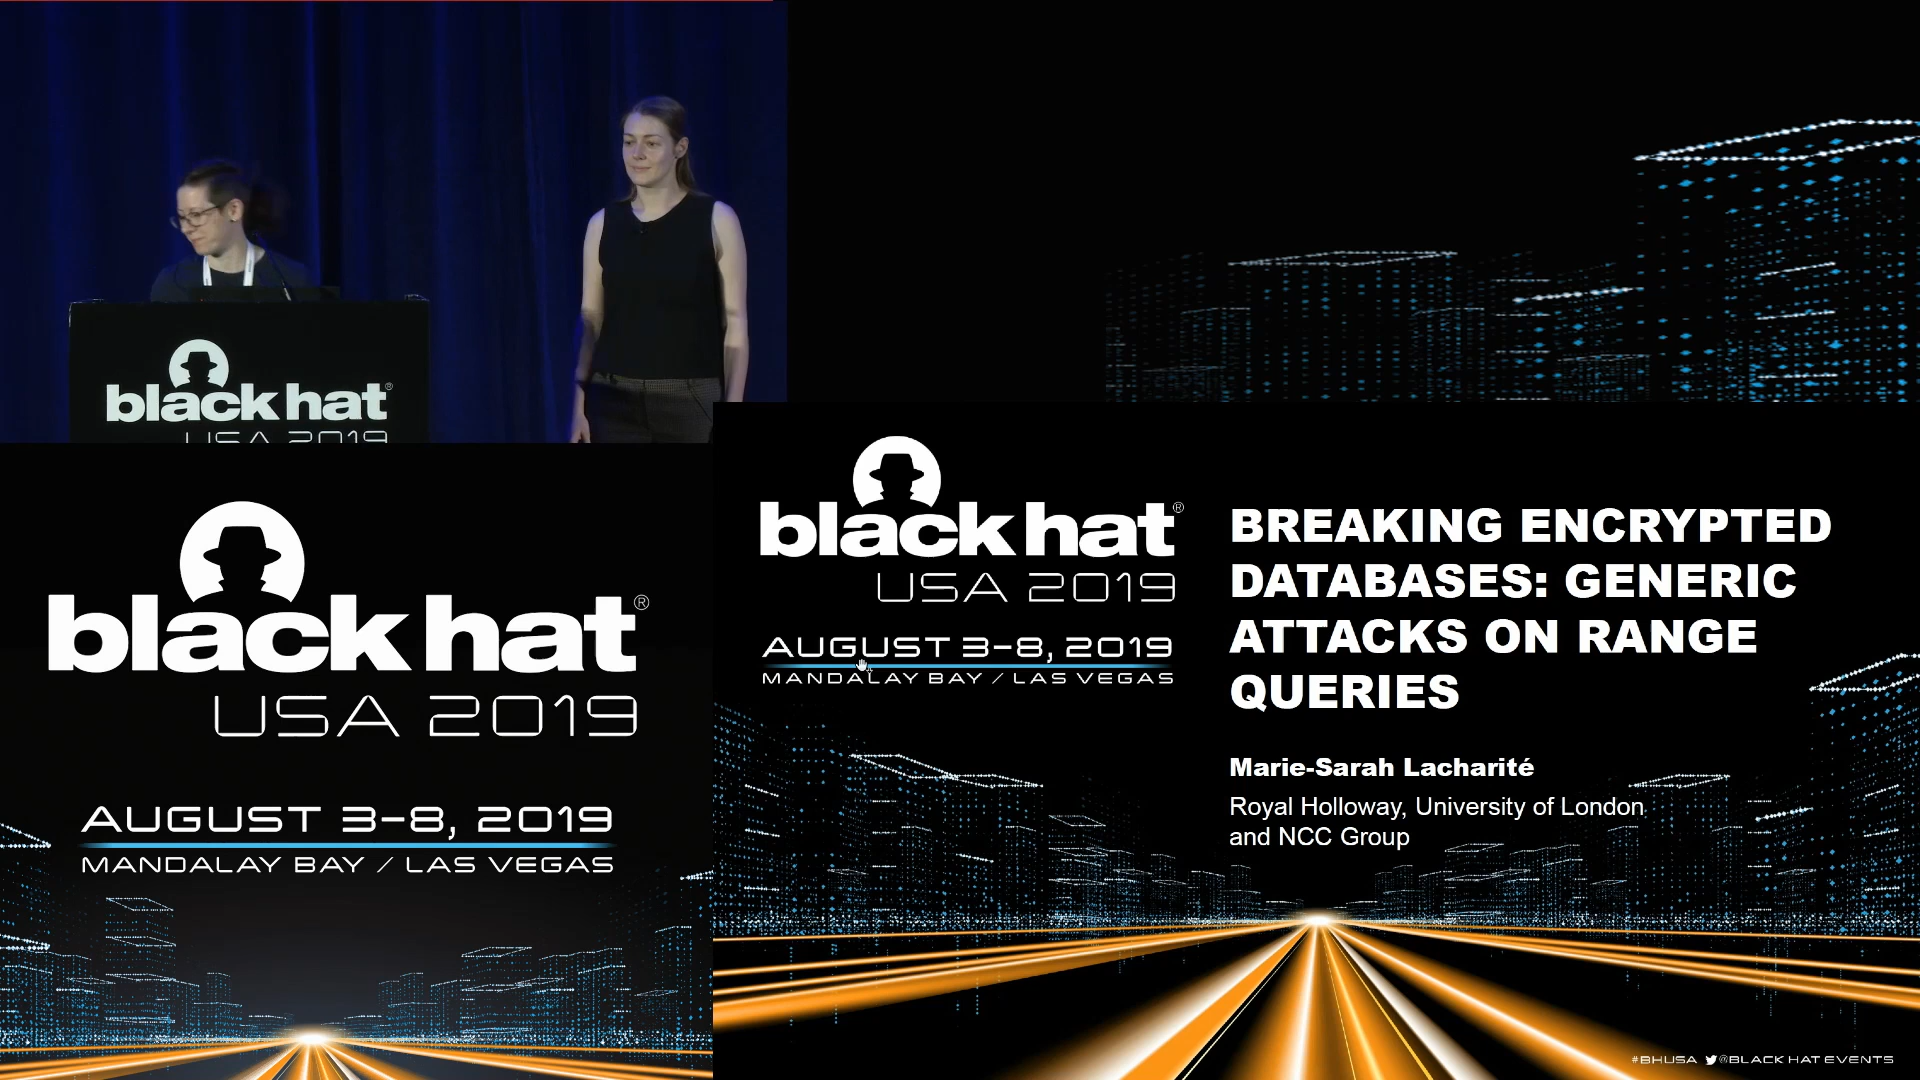 black hat®
USA 2019
black hat®
USA 2019
AUGUST 3–8, 2019
MANDALAY BAY / LAS VEGAS
black hat®
USA 2019
AUGUST 3–8, 2019
MANDALAY BAY / LAS VEGAS
BREAKING ENCRYPTED
DATABASES: GENERIC
ATTACKS ON RANGE
QUERIES
Marie-Sarah Lacharité
Royal Holloway, University of London
and NCC Group
#BHUSA @BLACK HAT EVENTS